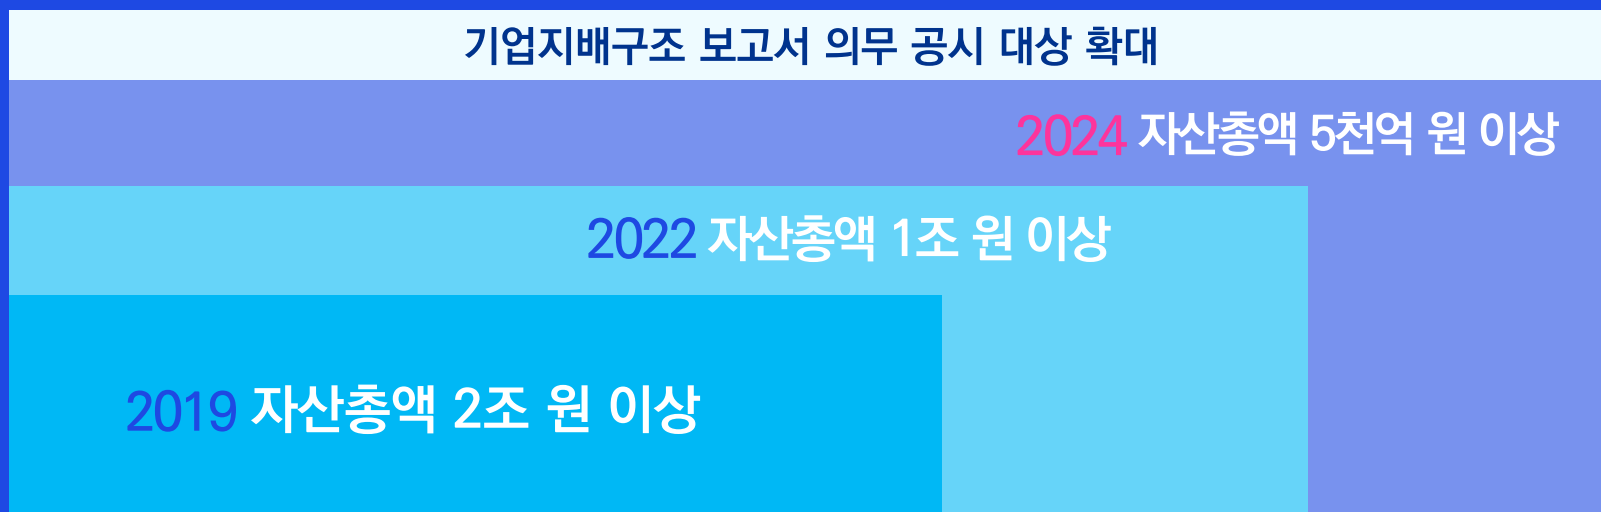 기업지배구조 보고서 의무 공시 대상 확대
2024 자산총액 5천억 원 이상
2022 자산총액 1조 원 이상
2019 자산총액 2조 원 이상